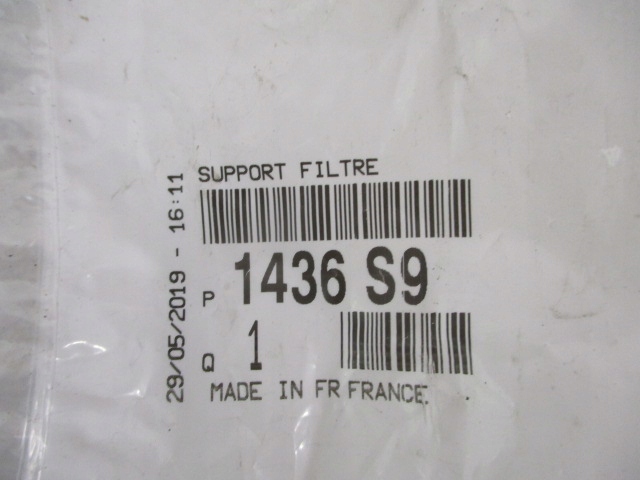 SUPPORT FILTRE
P 1436 S9
Q 1
MADE IN FR FRANCE.
29/05/2019 - 16:11